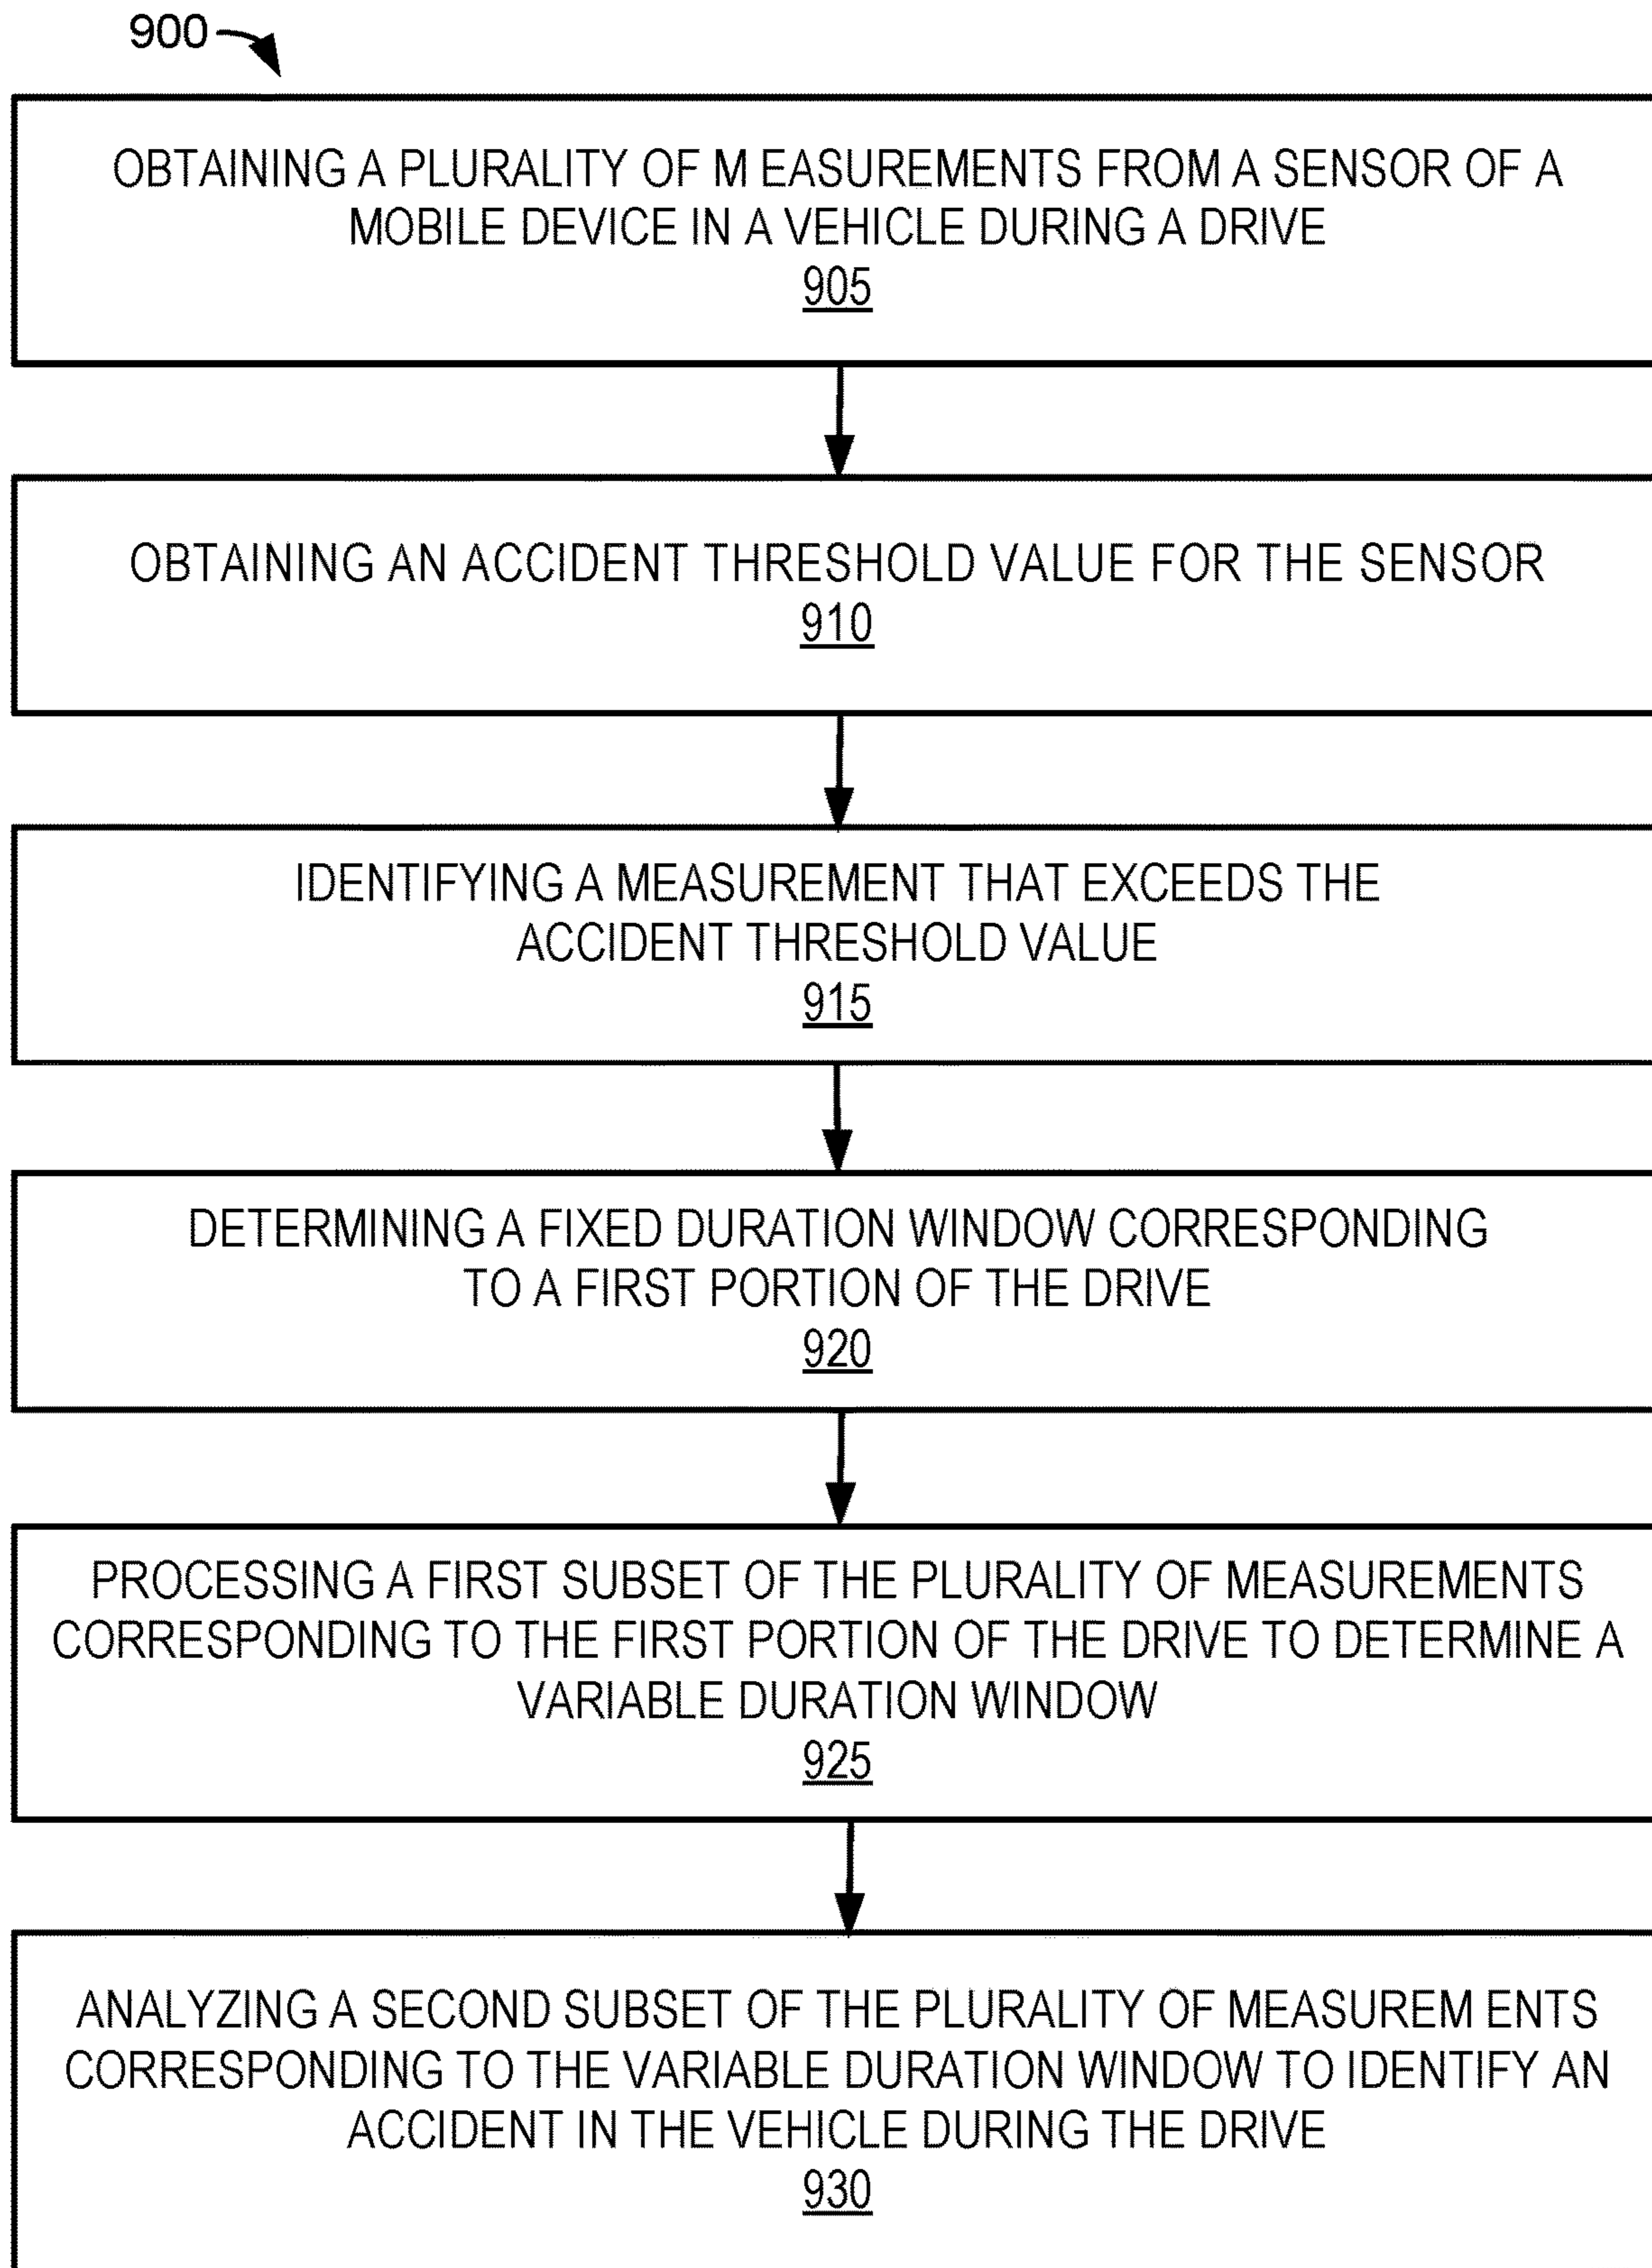 900
OBTAINING A PLURALITY OF M EASUREMENTS FROM A SENSOR OF A
MOBILE DEVICE IN A VEHICLE DURING A DRIVE
905
OBTAINING AN ACCIDENT THRESHOLD VALUE FOR THE SENSOR
910
IDENTIFYING A MEASUREMENT THAT EXCEEDS THE
ACCIDENT THRESHOLD VALUE
915
DETERMINING A FIXED DURATION WINDOW CORRESPONDING
TO A FIRST PORTION OF THE DRIVE
920
PROCESSING A FIRST SUBSET OF THE PLURALITY OF MEASUREMENTS
CORRESPONDING TO THE FIRST PORTION OF THE DRIVE TO DETERMINE A
VARIABLE DURATION WINDOW
925
ANALYZING A SECOND SUBSET OF THE PLURALITY OF MEASUREM ENTS
CORRESPONDING TO THE VARIABLE DURATION WINDOW TO IDENTIFY AN
ACCIDENT IN THE VEHICLE DURING THE DRIVE
930